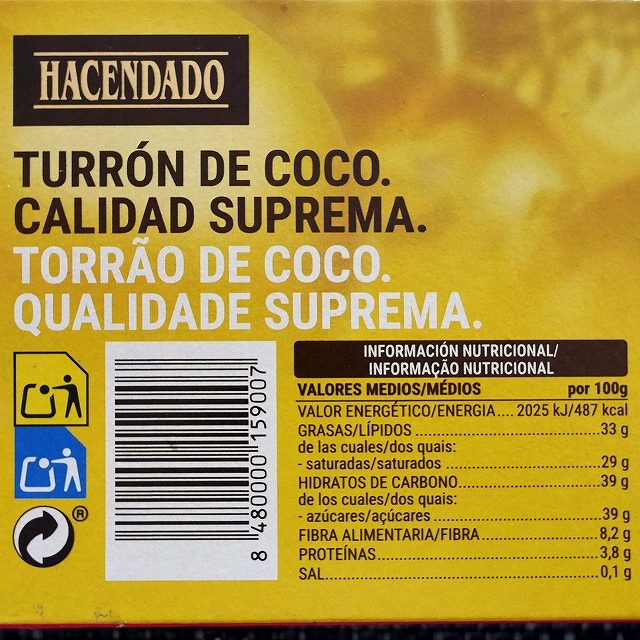 HACENDADO
TURRÓN DE COCO.
CALIDAD SUPREMA.
TORRÃO DE COCO.
QUALIDADE SUPREMA.
8 480000 159007
®
INFORMACIÓN NUTRICIONAL/
INFORMAÇÃO NUTRICIONAL
VALORES MEDIOS/MÉDIOS por 100g
VALOR ENERGÉTICO/ENERGIA.... 2025 kJ/487 kcal
GRASAS/LÍPIDOS ........ 33 g
de las cuales/dos quais:
- saturadas/saturados ........ 29 g
HIDRATOS DE CARBONO........ 39 g
de los cuales/dos quais:
- azúcares/açúcares ........ 39 g
FIBRA ALIMENTARIA/FIBRA ........ 8,2 g
PROTEÍNAS........ 3,8 g
SAL........ 0,1 g